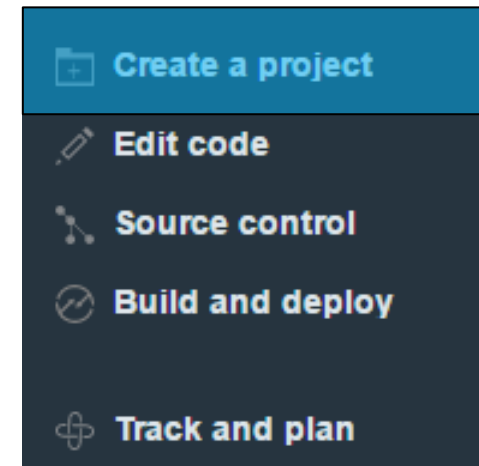 Create a project
Edit code
Source control
Build and deploy
Track and plan